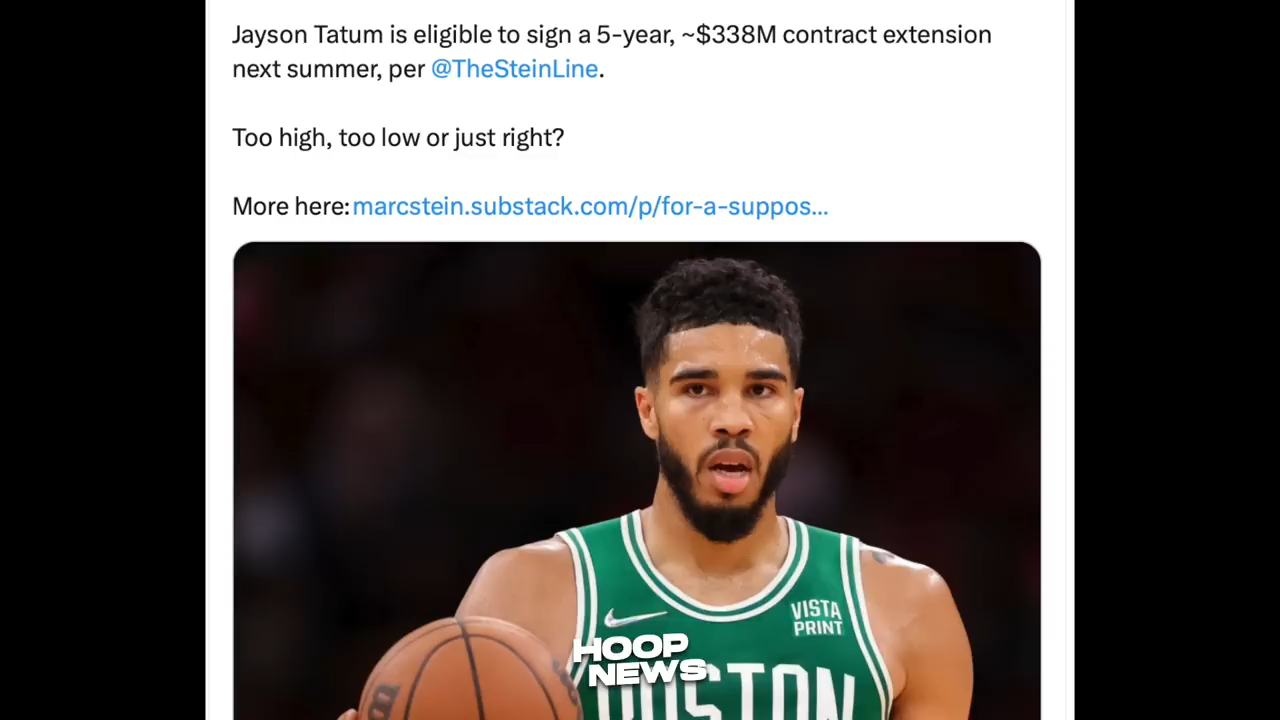 Jayson Tatum is eligible to sign a 5-year, ~$338M contract extension
next summer, per @TheSteinLine.
Too high, too low or just right?
More here: marcstein.substack.com/p/for-a-suppos...
VISTA
PRINT
HOOP
NEWS
BOSTON